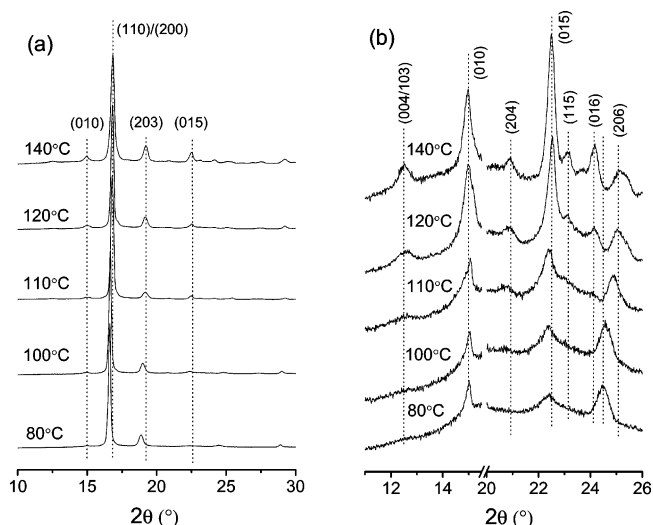 (a)
(110)/(200)
(010)
(203)
(015)
140°C
120°C
110°C
100°C
80°C
10 15 20 25 30
2θ (°)
(b)
(004/103)
(010)
(204)
(015)
(115)
(016)
(206)
140°C
120°C
110°C
100°C
80°C
12 14 20 22 24 26
2θ (°)